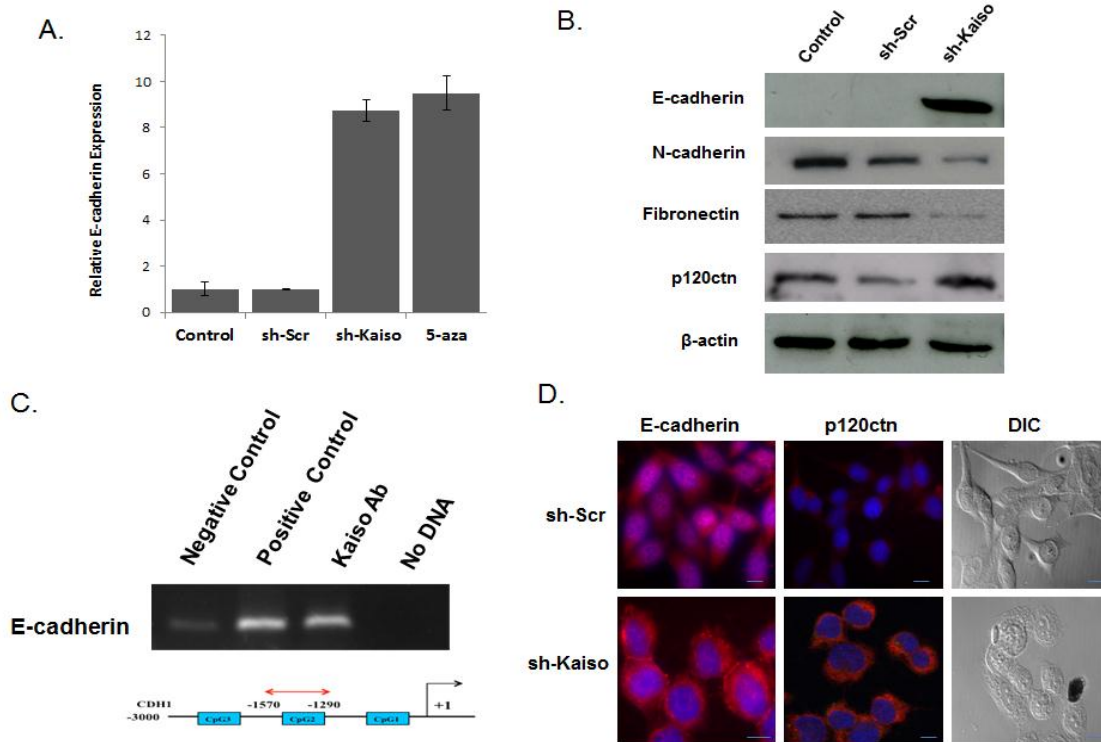 A.
Relative E-cadherin Expression
12
10
8
6
4
2
0
Control sh-Scr sh-Kaiso 5-aza
B.
Control sh-Scr sh-Kaiso
E-cadherin
N-cadherin
Fibronectin
p120ctn
β-actin
C.
Negative Control Positive Control Kaiso Ab No DNA
E-cadherin
CDH1
-3000 -1570 -1290 +1
CpG3 CpG2 CpG1
D.
E-cadherin p120ctn DIC
sh-Scr
sh-Kaiso